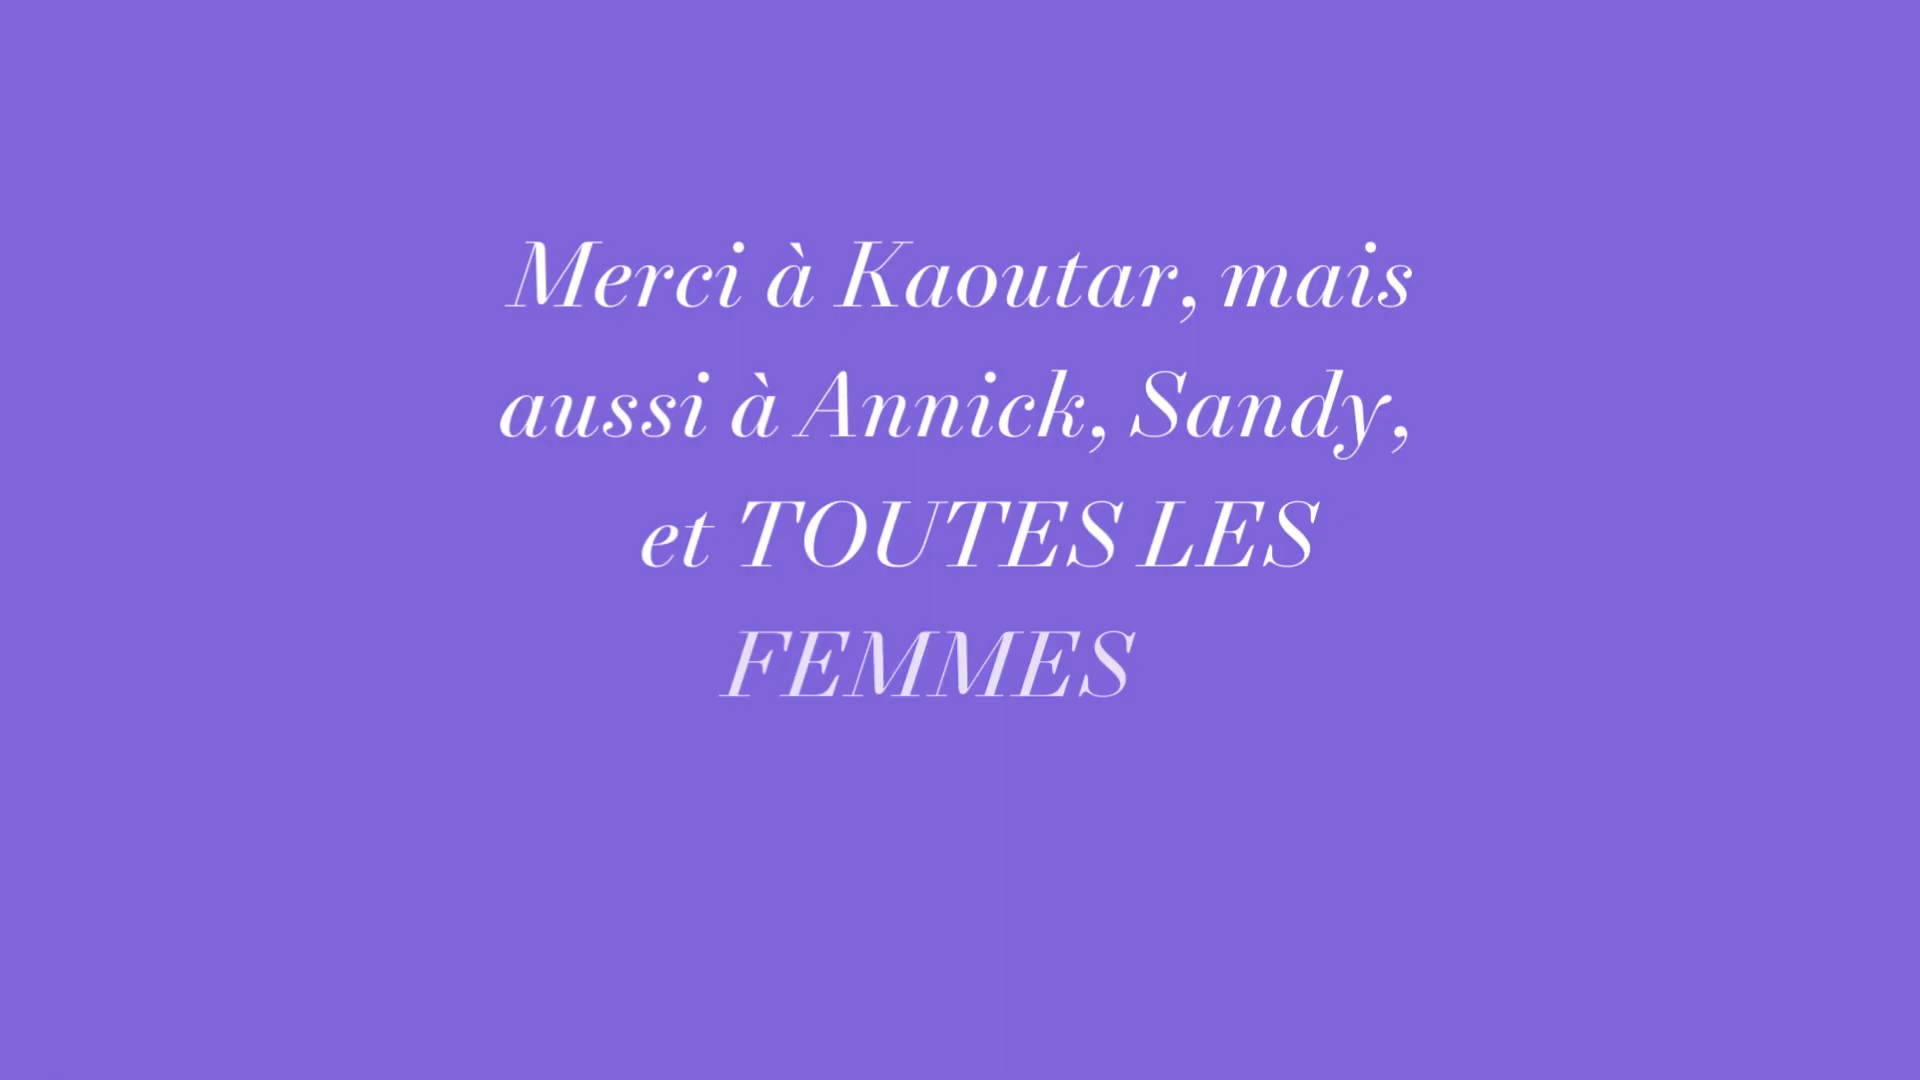 Merci à Kaoutar, mais
aussi à Annick, Sandy,
et TOUTES LES
FEMMES